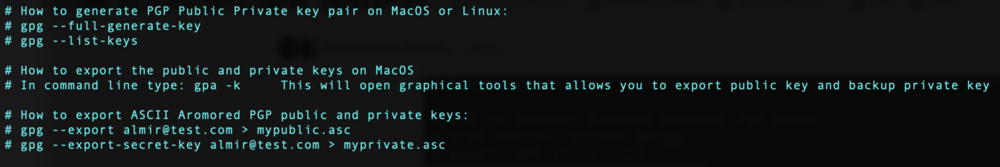 # How to generate PGP Public Private key pair on MacOS or Linux:
# gpg --full-generate-key
# gpg --list-keys
# How to export the public and private keys on MacOS
# In command line type: gpa -k     This will open graphical tools that allows you to export public key and backup private key
# How to export ASCII Aromored PGP public and private keys:
# gpg --export almir@test.com > mypublic.asc
# gpg --export-secret-key almir@test.com > myprivate.asc